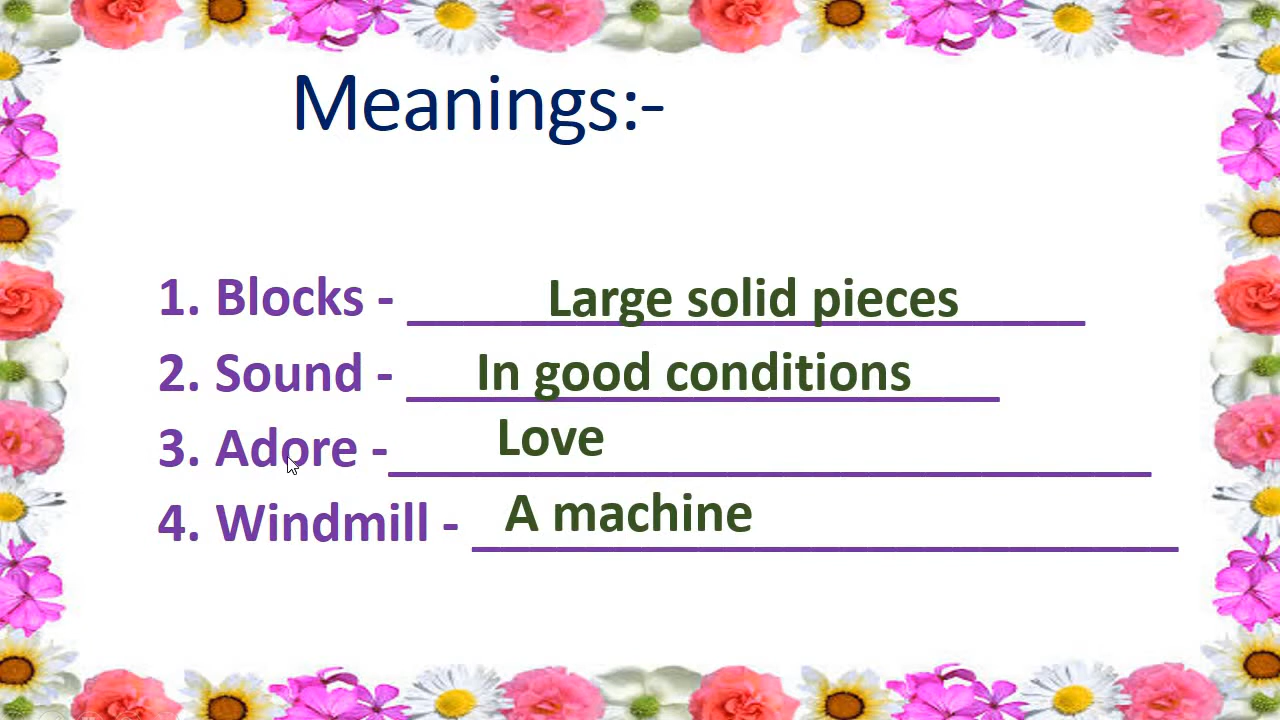 Meanings:-
1. Blocks - Large solid pieces
2. Sound - In good conditions
3. Adore - Love
4. Windmill - A machine